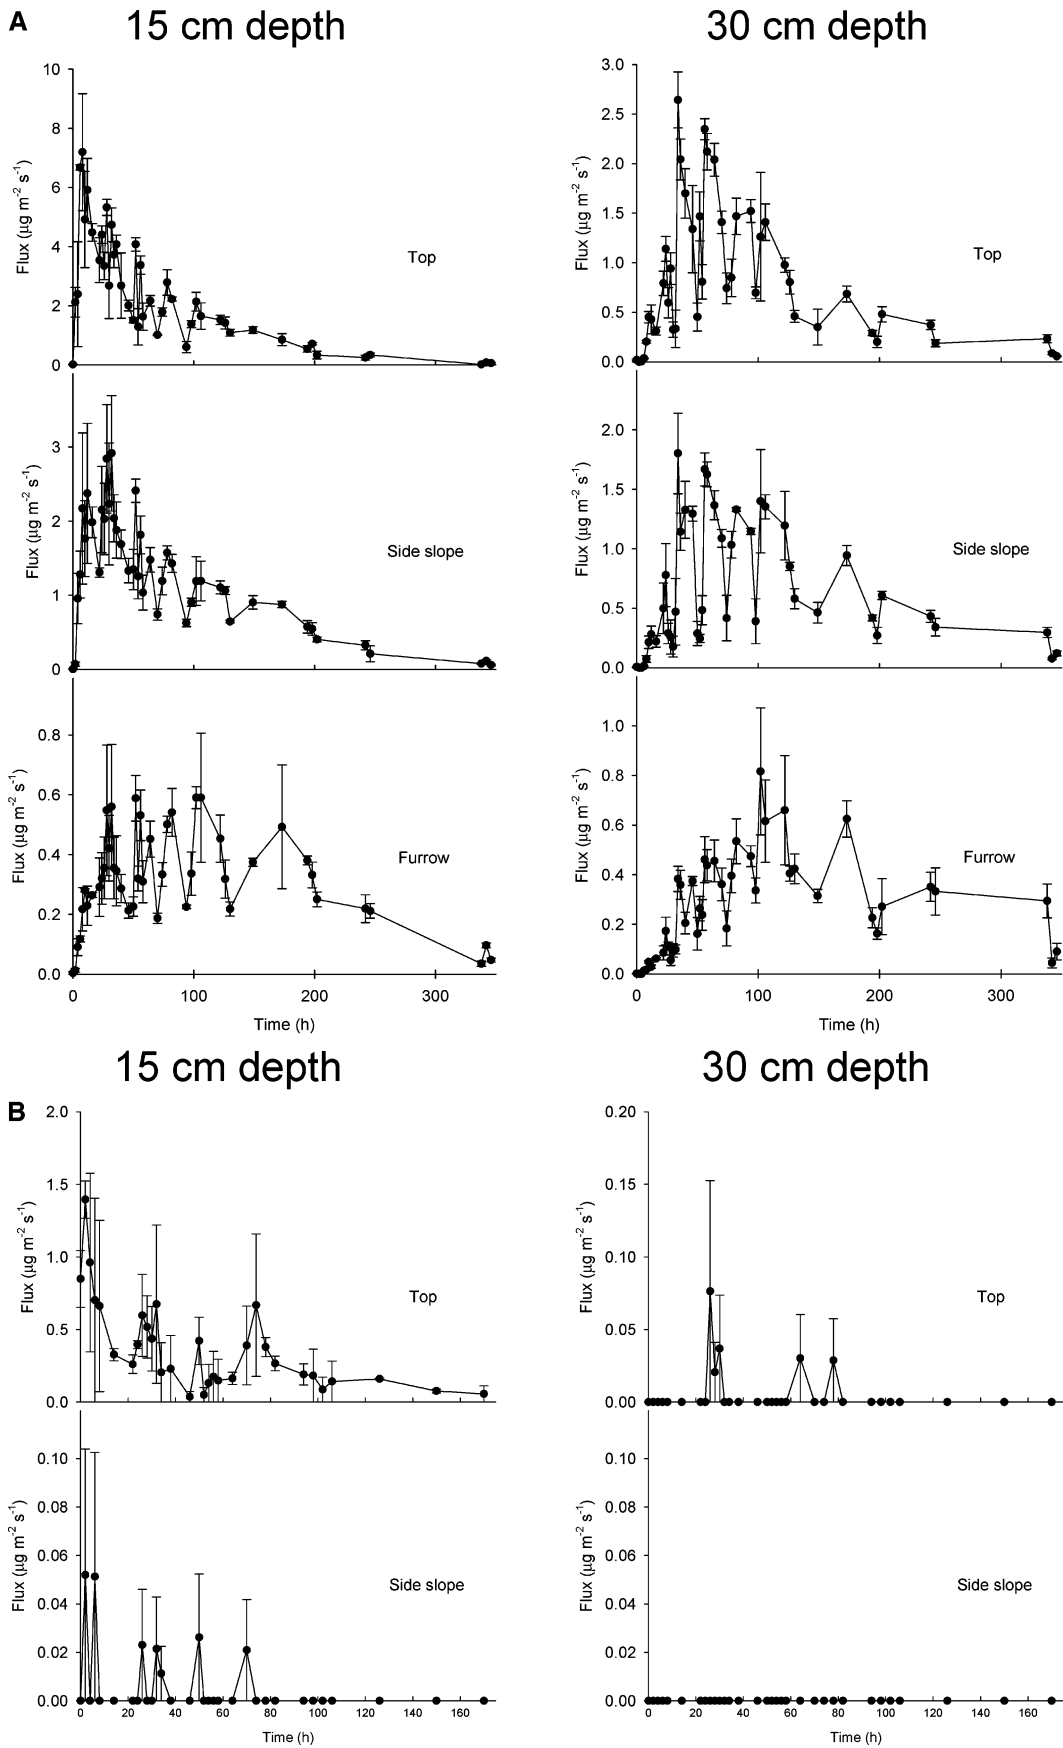 A
15 cm depth
30 cm depth
10
8
6
4
2
0
Flux (µg m-2 s-1)
Top
3.0
2.5
2.0
1.5
1.0
0.5
0.0
Flux (µg m-2 s-1)
Top
3
2
1
0
Flux (µg m-2 s-1)
Side slope
2.0
1.5
1.0
0.5
0.0
Flux (µg m-2 s-1)
Side slope
0.8
0.6
0.4
0.2
0.0
Flux (µg m-2 s-1)
Furrow
0 100 200 300
Time (h)
1.0
0.8
0.6
0.4
0.2
0.0
Flux (µg m-2 s-1)
Furrow
0 100 200 300
Time (h)
15 cm depth
30 cm depth
B
2.0
1.5
1.0
0.5
0.0
Flux (µg m-2 s-1)
Top
0.20
0.15
0.10
0.05
0.00
Flux (µg m-2 s-1)
Top
0.10
0.08
0.06
0.04
0.02
0.00
Flux (µg m-2 s-1)
Side slope
0 20 40 60 80 100 120 140 160
Time (h)
0.10
0.08
0.06
0.04
0.02
0.00
Flux (µg m-2 s-1)
Side slope
0 20 40 60 80 100 120 140 160
Time (h)